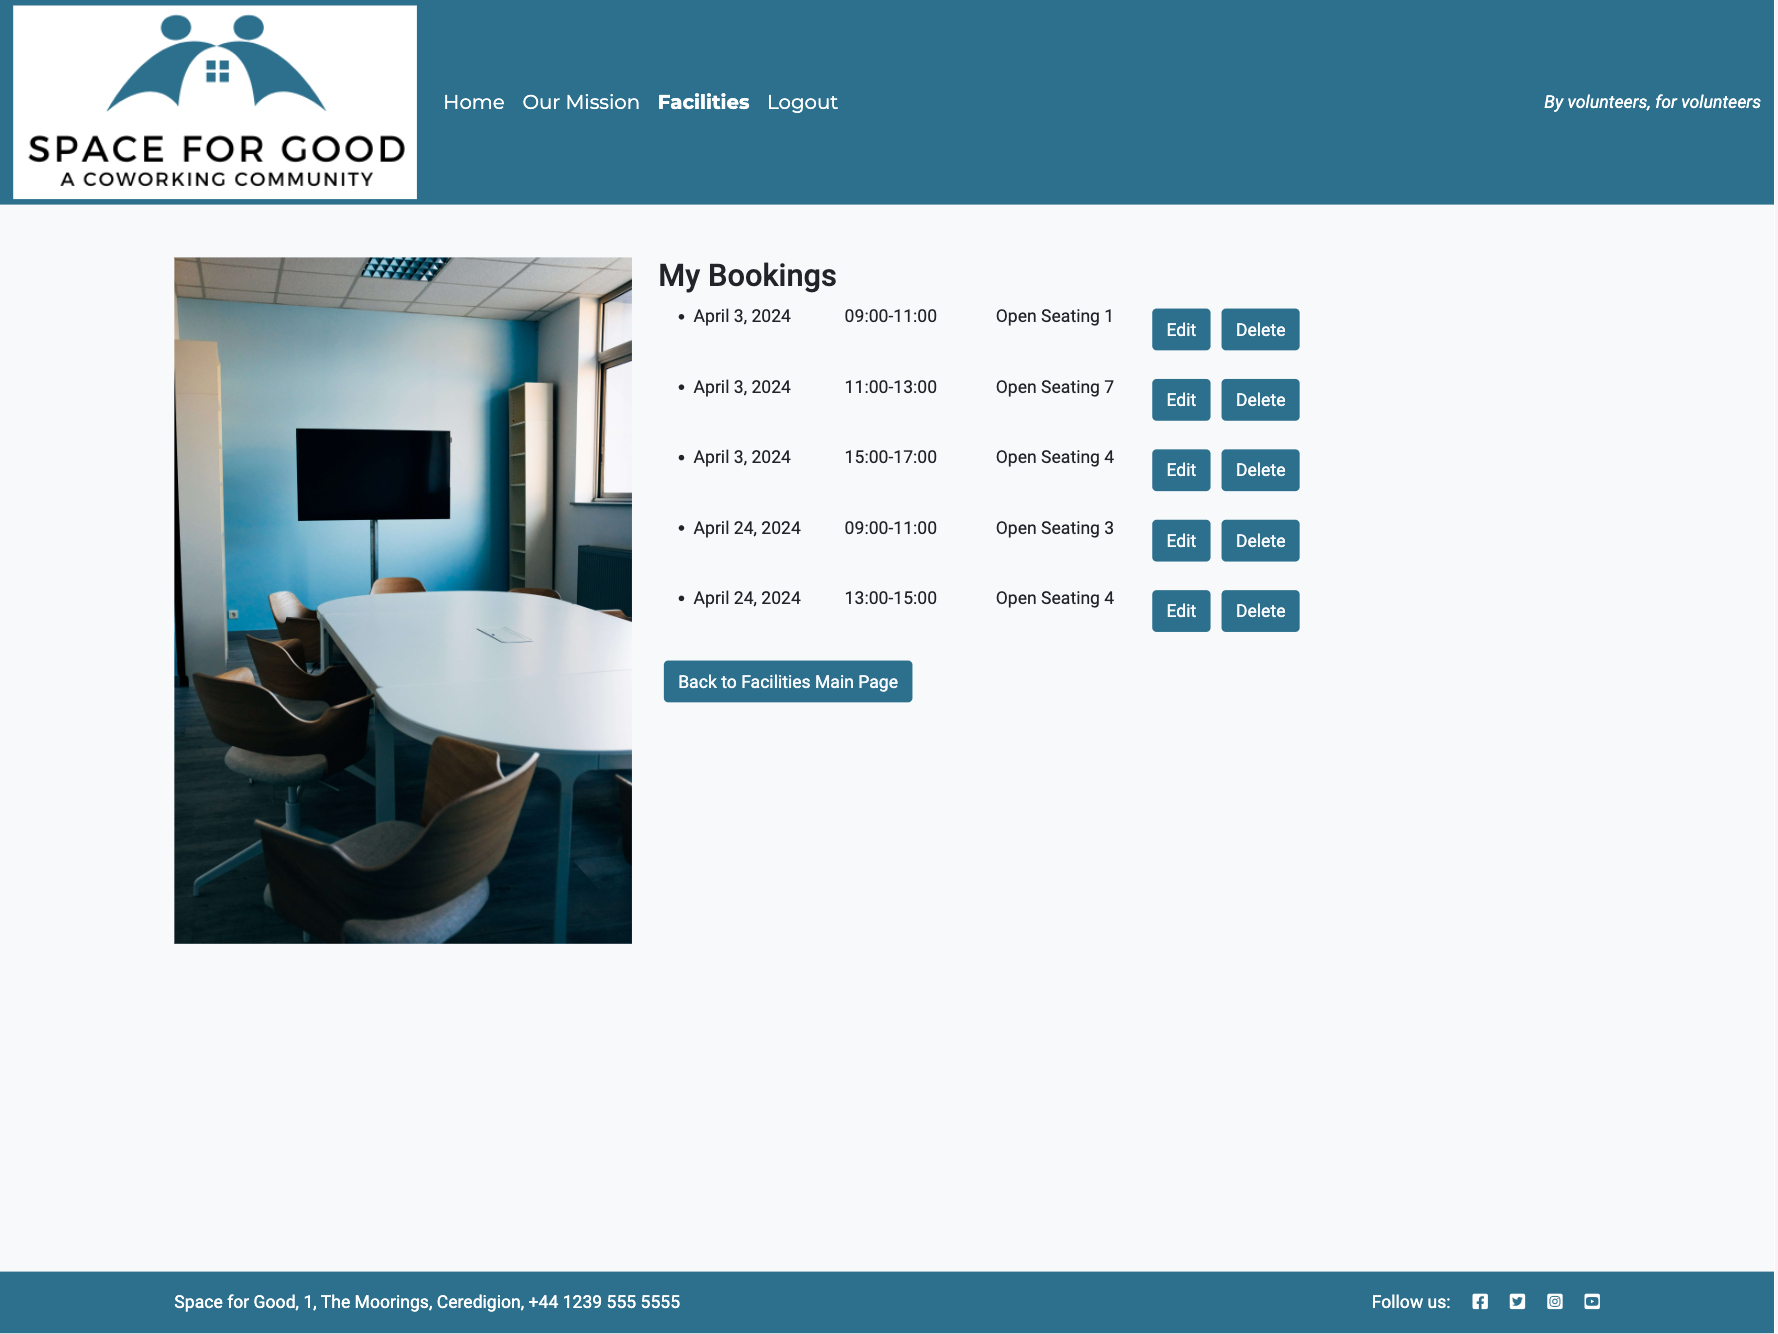 SPACE FOR GOOD
A COWORKING COMMUNITY
Home Our Mission Facilities Logout
By volunteers, for volunteers
My Bookings
• April 3, 2024 09:00-11:00 Open Seating 1 Edit Delete
• April 3, 2024 11:00-13:00 Open Seating 7 Edit Delete
• April 3, 2024 15:00-17:00 Open Seating 4 Edit Delete
• April 24, 2024 09:00-11:00 Open Seating 3 Edit Delete
• April 24, 2024 13:00-15:00 Open Seating 4 Edit Delete
Back to Facilities Main Page
Space for Good, 1, The Moorings, Ceredigion, +44 1239 555 5555
Follow us: